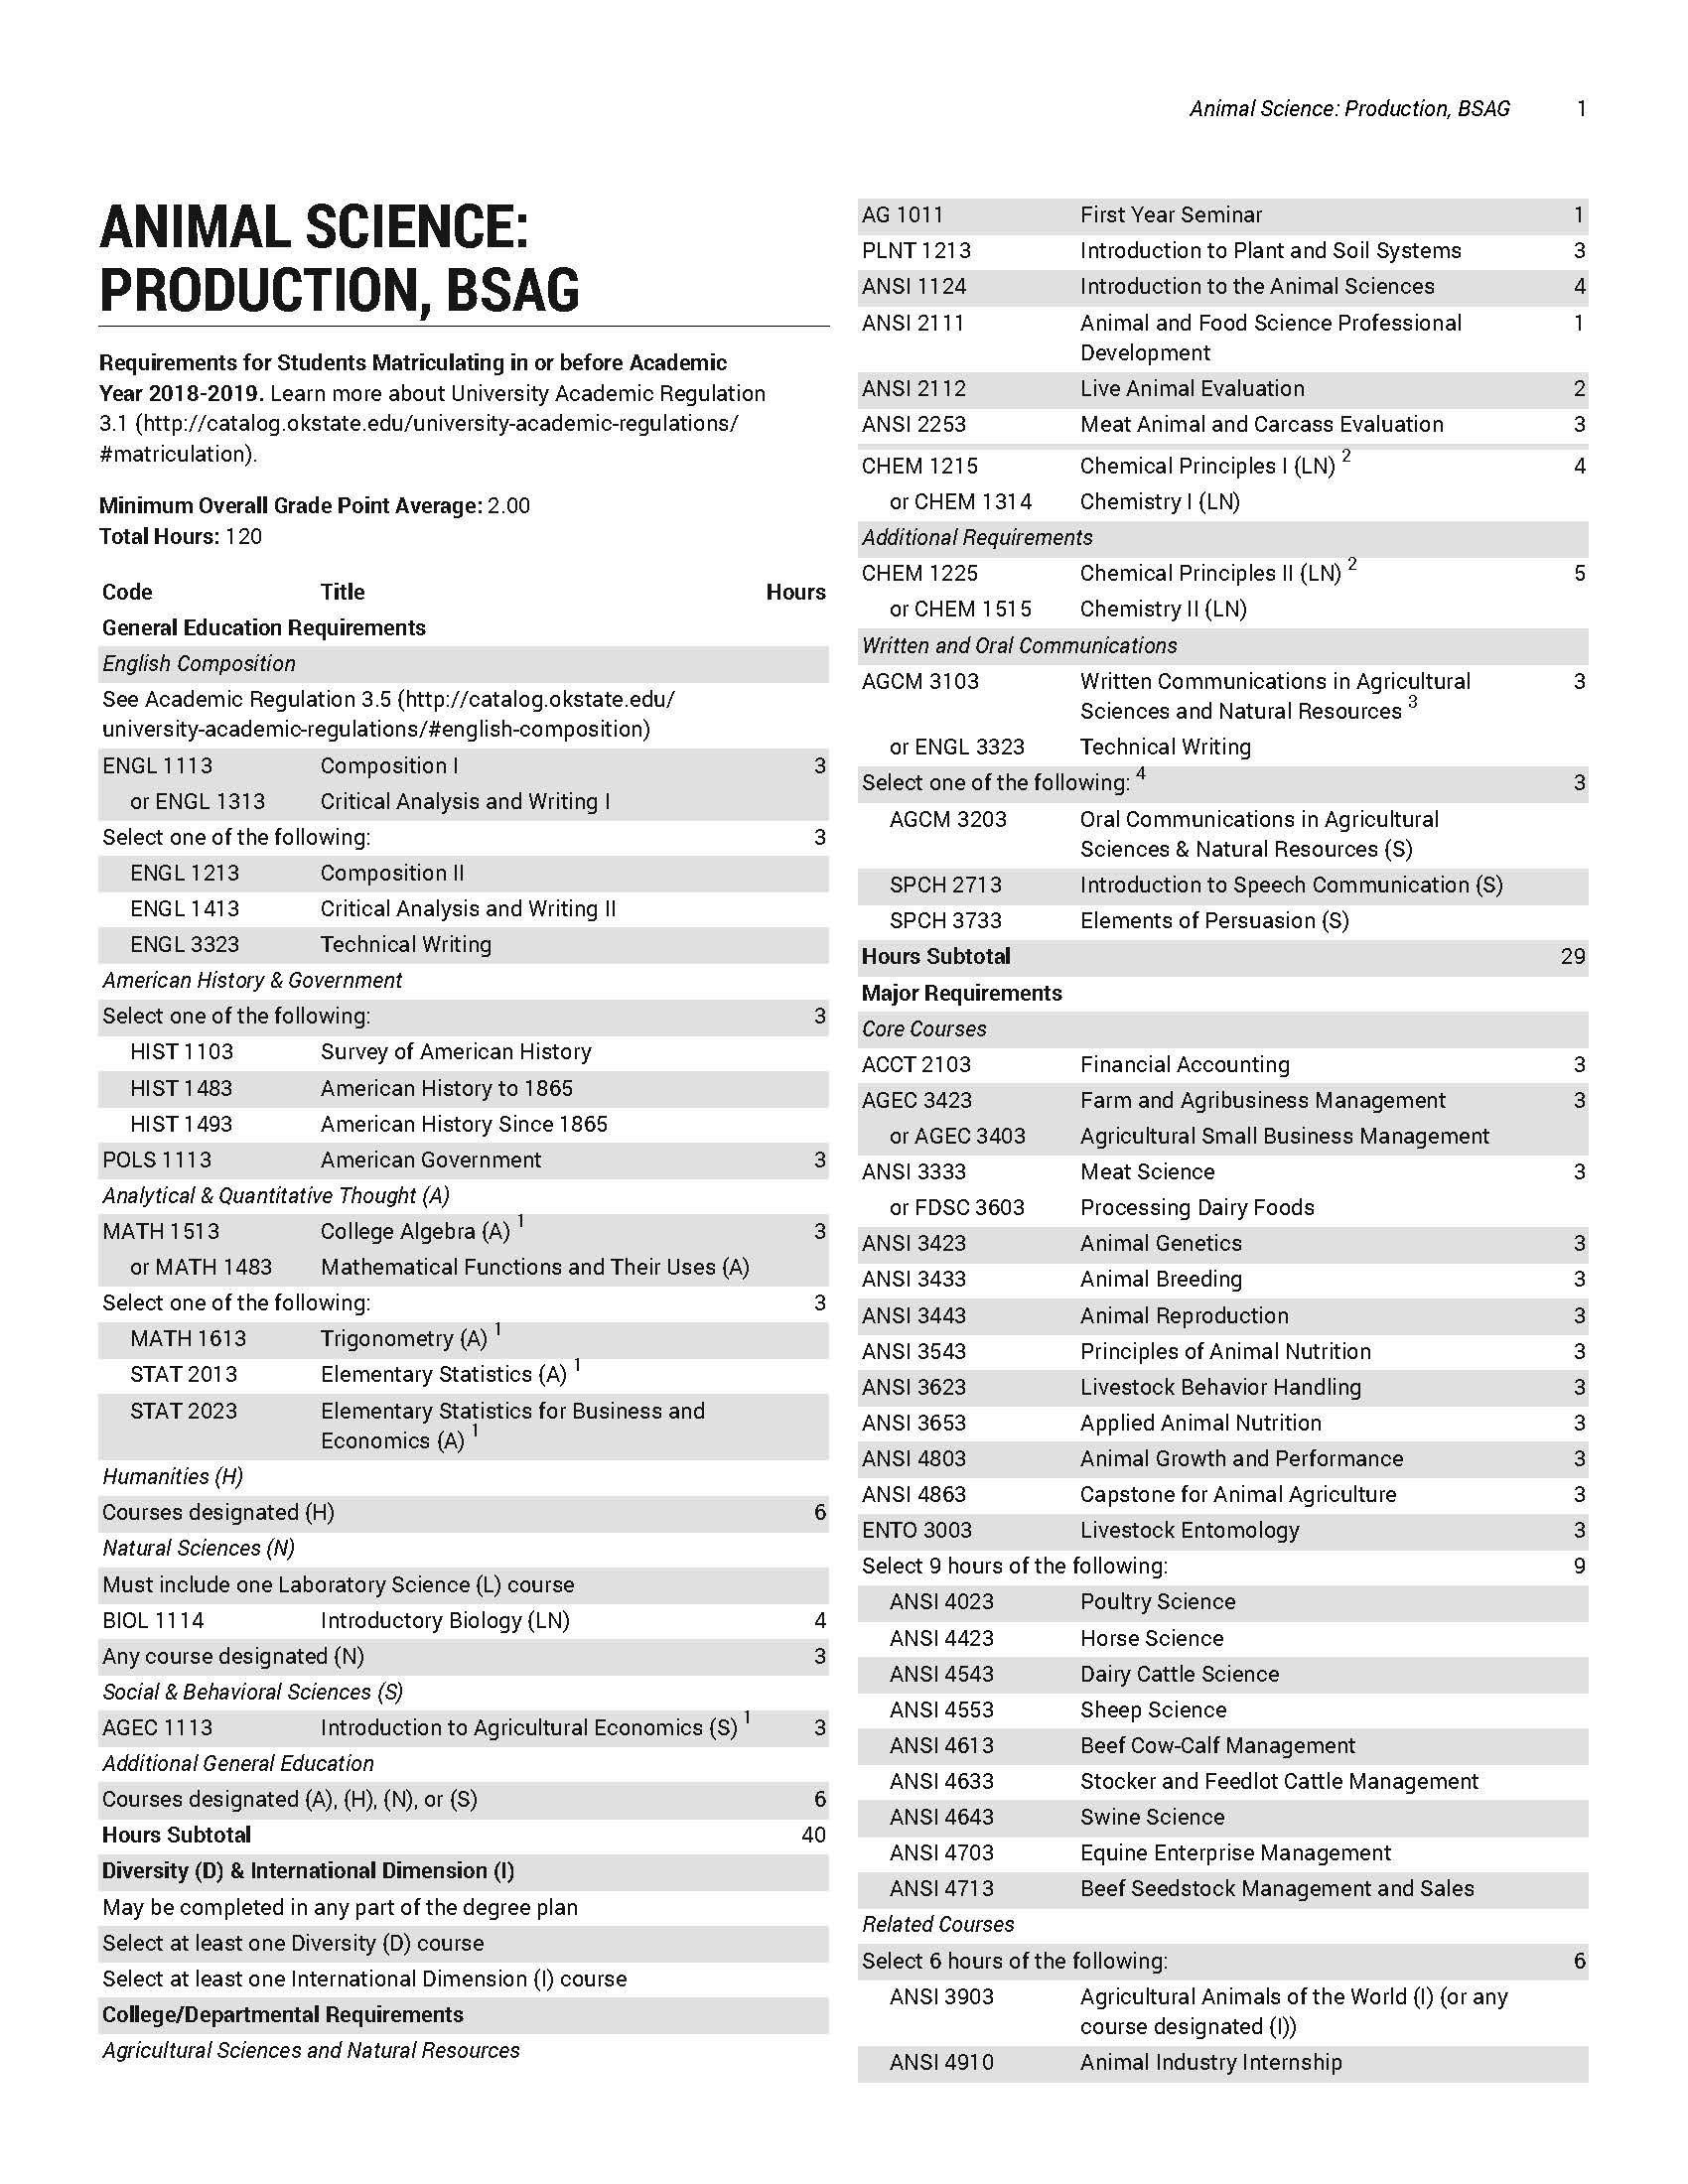 Animal Science: Production, BSAG 1
ANIMAL SCIENCE:
PRODUCTION, BSAG
Requirements for Students Matriculating in or before Academic
Year 2018-2019. Learn more about University Academic Regulation
3.1 (http://catalog.okstate.edu/university-academic-regulations/
#matriculation).
Minimum Overall Grade Point Average: 2.00
Total Hours: 120
Code Title Hours
General Education Requirements
English Composition
See Academic Regulation 3.5 (http://catalog.okstate.edu/
university-academic-regulations/#english-composition)
ENGL 1113 Composition I 3
or ENGL 1313 Critical Analysis and Writing I
Select one of the following: 3
ENGL 1213 Composition II
ENGL 1413 Critical Analysis and Writing II
ENGL 3323 Technical Writing
American History & Government
Select one of the following: 3
HIST 1103 Survey of American History
HIST 1483 American History to 1865
HIST 1493 American History Since 1865
POLS 1113 American Government 3
Analytical & Quantitative Thought (A)
MATH 1513 College Algebra (A) 1 3
or MATH 1483 Mathematical Functions and Their Uses (A)
Select one of the following: 3
MATH 1613 Trigonometry (A) 1
STAT 2013 Elementary Statistics (A) 1
STAT 2023 Elementary Statistics for Business and
Economics (A) 1
Humanities (H)
Courses designated (H) 6
Natural Sciences (N)
Must include one Laboratory Science (L) course
BIOL 1114 Introductory Biology (LN) 4
Any course designated (N) 3
Social & Behavioral Sciences (S)
AGEC 1113 Introduction to Agricultural Economics (S) 1 3
Additional General Education
Courses designated (A), (H), (N), or (S) 6
Hours Subtotal 40
Diversity (D) & International Dimension (I)
May be completed in any part of the degree plan
Select at least one Diversity (D) course
Select at least one International Dimension (I) course
College/Departmental Requirements
Agricultural Sciences and Natural Resources
AG 1011 First Year Seminar 1
PLNT 1213 Introduction to Plant and Soil Systems 3
ANSI 1124 Introduction to the Animal Sciences 4
ANSI 2111 Animal and Food Science Professional 1
Development
ANSI 2112 Live Animal Evaluation 2
ANSI 2253 Meat Animal and Carcass Evaluation 3
CHEM 1215 Chemical Principles I (LN) 2 4
or CHEM 1314 Chemistry I (LN)
Additional Requirements
CHEM 1225 Chemical Principles II (LN) 2 5
or CHEM 1515 Chemistry II (LN)
Written and Oral Communications
AGCM 3103 Written Communications in Agricultural 3
Sciences and Natural Resources 3
or ENGL 3323 Technical Writing
Select one of the following: 4 3
AGCM 3203 Oral Communications in Agricultural
Sciences & Natural Resources (S)
SPCH 2713 Introduction to Speech Communication (S)
SPCH 3733 Elements of Persuasion (S)
Hours Subtotal 29
Major Requirements
Core Courses
ACCT 2103 Financial Accounting 3
AGEC 3423 Farm and Agribusiness Management 3
or AGEC 3403 Agricultural Small Business Management
ANSI 3333 Meat Science 3
or FDSC 3603 Processing Dairy Foods
ANSI 3423 Animal Genetics 3
ANSI 3433 Animal Breeding 3
ANSI 3443 Animal Reproduction 3
ANSI 3543 Principles of Animal Nutrition 3
ANSI 3623 Livestock Behavior Handling 3
ANSI 3653 Applied Animal Nutrition 3
ANSI 4803 Animal Growth and Performance 3
ANSI 4863 Capstone for Animal Agriculture 3
ENTO 3003 Livestock Entomology 3
Select 9 hours of the following: 9
ANSI 4023 Poultry Science
ANSI 4423 Horse Science
ANSI 4543 Dairy Cattle Science
ANSI 4553 Sheep Science
ANSI 4613 Beef Cow-Calf Management
ANSI 4633 Stocker and Feedlot Cattle Management
ANSI 4643 Swine Science
ANSI 4703 Equine Enterprise Management
ANSI 4713 Beef Seedstock Management and Sales
Related Courses
Select 6 hours of the following: 6
ANSI 3903 Agricultural Animals of the World (I) (or any
course designated (I))
ANSI 4910 Animal Industry Internship